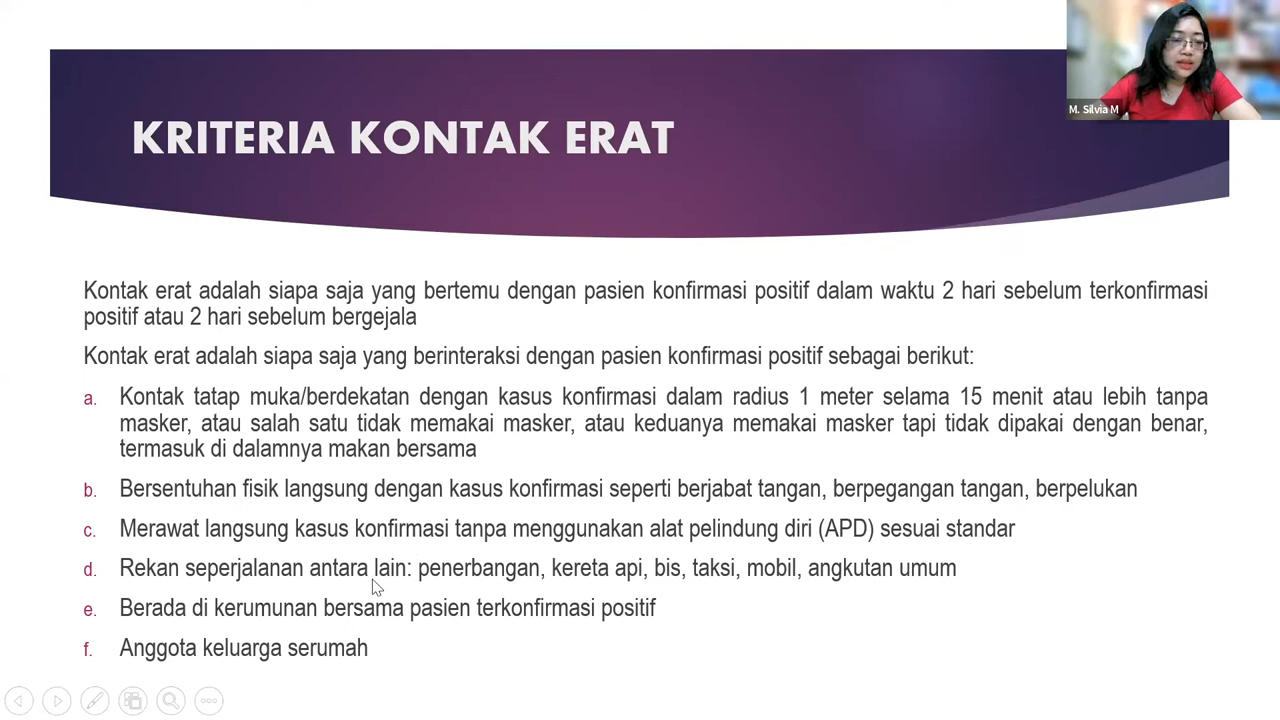 M. Silvia M
KRITERIA KONTAK ERAT
Kontak erat adalah siapa saja yang bertemu dengan pasien konfirmasi positif dalam waktu 2 hari sebelum terkonfirmasi
positif atau 2 hari sebelum bergejala
Kontak erat adalah siapa saja yang berinteraksi dengan pasien konfirmasi positif sebagai berikut:
a. Kontak tatap muka/berdekatan dengan kasus konfirmasi dalam radius 1 meter selama 15 menit atau lebih tanpa
masker, atau salah satu tidak memakai masker, atau keduanya memakai masker tapi tidak dipakai dengan benar,
termasuk di dalamnya makan bersama
b. Bersentuhan fisik langsung dengan kasus konfirmasi seperti berjabat tangan, berpegangan tangan, berpelukan
c. Merawat langsung kasus konfirmasi tanpa menggunakan alat pelindung diri (APD) sesuai standar
d. Rekan seperjalanan antara lain: penerbangan, kereta api, bis, taksi, mobil, angkutan umum
e. Berada di kerumunan bersama pasien terkonfirmasi positif
f. Anggota keluarga serumah